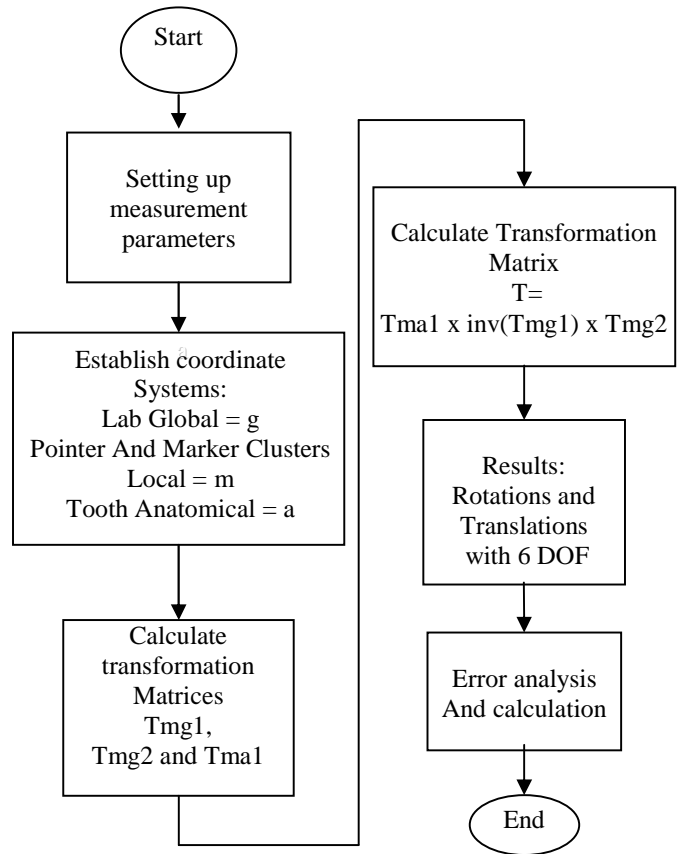 Start
Setting up
measurement
parameters
Establish coordinate
Systems:
Lab Global = g
Pointer And Marker Clusters
Local = m
Tooth Anatomical = a
Calculate
transformation
Matrices
Tmg1,
Tmg2 and Tma1
Calculate Transformation
Matrix
T=
Tma1 x inv(Tmg1) x Tmg2
Results:
Rotations and
Translations
with 6 DOF
Error analysis
And calculation
End